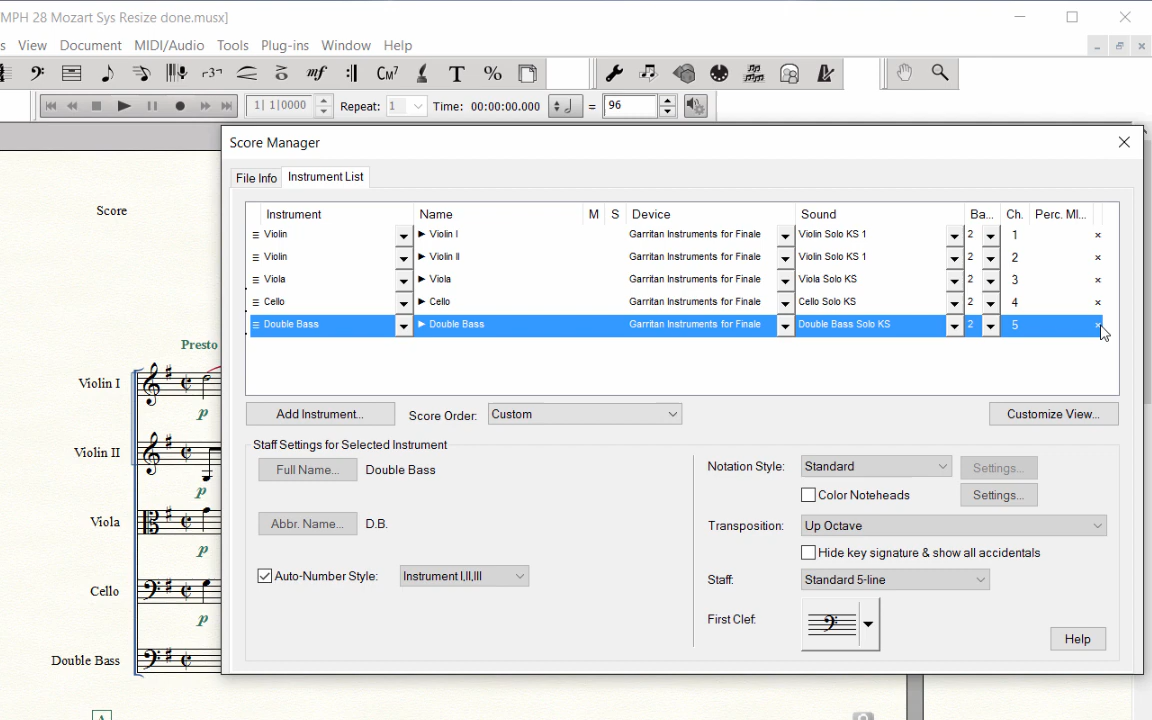 MPH 28 Mozart Sys Resize done.musx]
s View Document MIDI/Audio Tools Plug-ins Window Help
mf CM7 T %
1| 1|0000 Repeat: 1 Time: 00:00:00.000 = 96
Score Manager
File Info Instrument List
Score
Instrument Name M S Device Sound Ba... Ch. Perc. MI...
Violin Violin I Garritan Instruments for Finale Violin Solo KS 1 2 1 ×
Violin Violin II Garritan Instruments for Finale Violin Solo KS 1 2 2 ×
Viola Viola Garritan Instruments for Finale Viola Solo KS 2 3 ×
Cello Cello Garritan Instruments for Finale Cello Solo KS 2 4 ×
Double Bass Double Bass Garritan Instruments for Finale Double Bass Solo KS 2 5 ×
Presto
Violin I
p
Violin II
p
Viola
p
Cello
p
Double Bass
A
Add Instrument... Score Order: Custom Customize View...
Staff Settings for Selected Instrument
Full Name... Double Bass
Abbr. Name... D.B.
Auto-Number Style: Instrument I,II,III
Notation Style: Standard Settings...
Color Noteheads Settings...
Transposition: Up Octave
Hide key signature & show all accidentals
Staff: Standard 5-line
First Clef:
Help